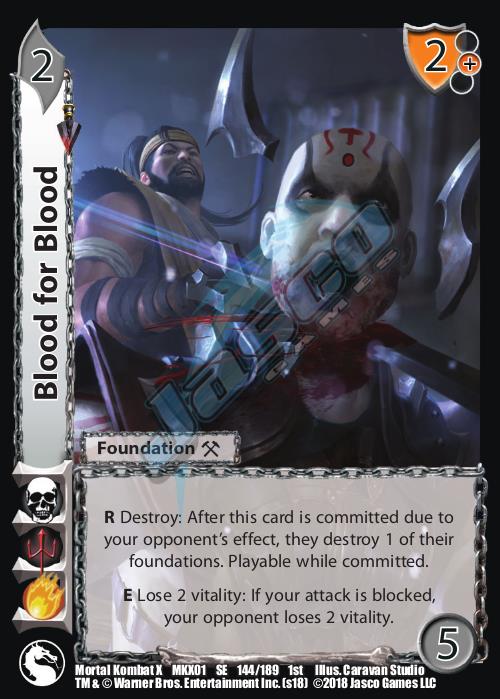 2
2
+
Blood for Blood
JASCO
GAMES
Foundation
R Destroy: After this card is committed due to
your opponent's effect, they destroy 1 of their
foundations. Playable while committed.
E Lose 2 vitality: If your attack is blocked,
your opponent loses 2 vitality.
5
Mortal Kombat X MKX01 SE 144/189 1st Illus. Caravan Studio
TM & © Warner Bros. Entertainment Inc. (s18) ©2018 Jasco Games LLC